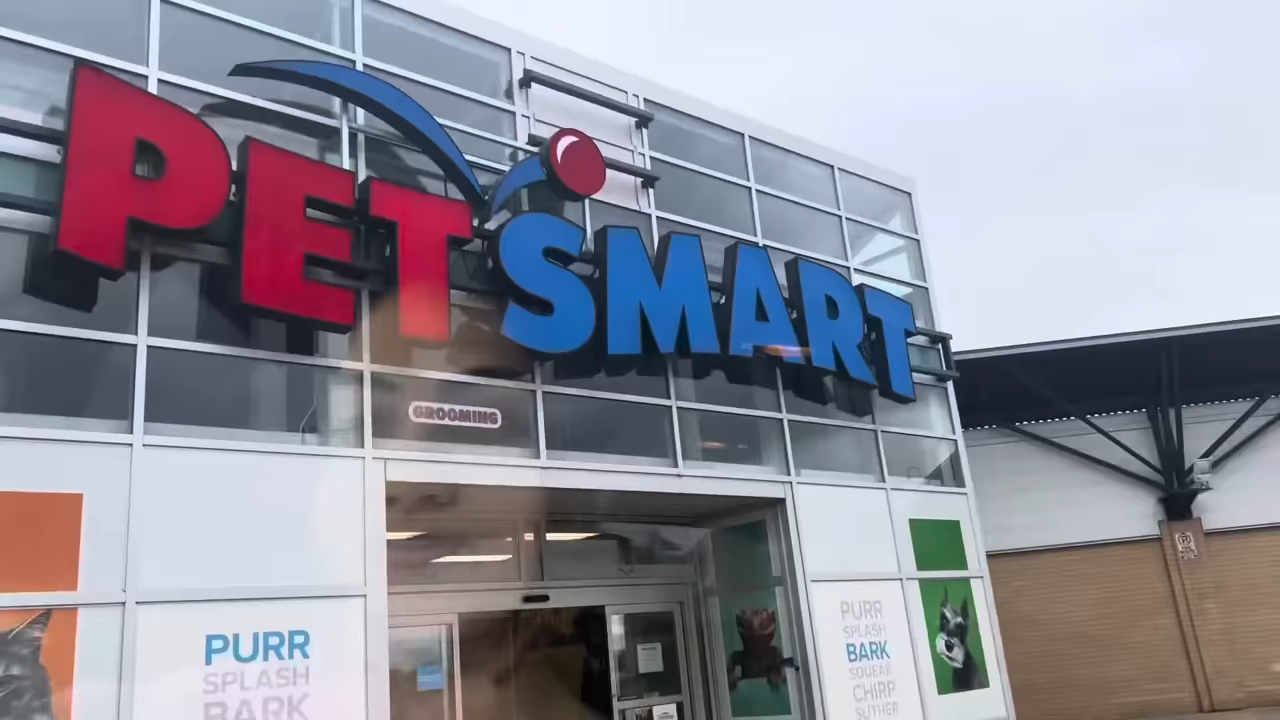 PETSMART
GROOMING
PURR
SPLASH
BARK
PURR
SPLASH
BARK
SQUEAK
CHIRP